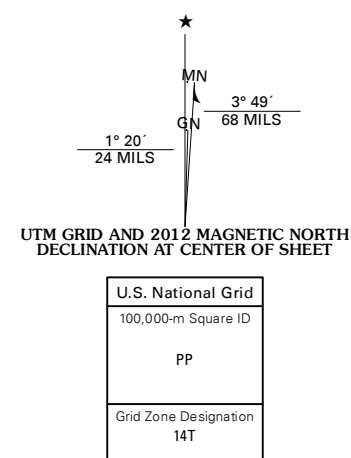 ★
MN
3° 49´
68 MILS
GN
1° 20´
24 MILS
UTM GRID AND 2012 MAGNETIC NORTH
DECLINATION AT CENTER OF SHEET
U.S. National Grid
100,000-m Square ID
PP
Grid Zone Designation
14T